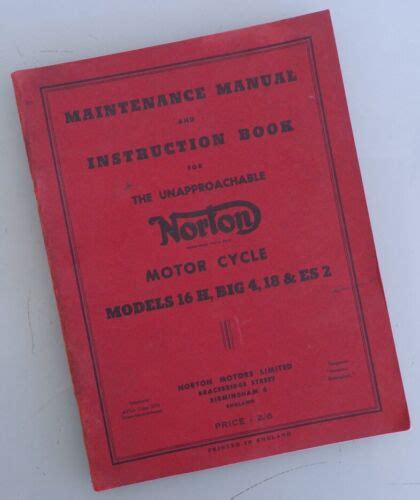 MAINTENANCE MANUAL
AND
INSTRUCTION BOOK
FOR
THE UNAPPROACHABLE
Norton
MOTOR CYCLE
MODELS 16 H, BIG 4, 18 & ES 2
NORTON MOTORS LIMITED
BRACEBRIDGE STREET
BIRMINGHAM 6
ENGLAND
PRICE : 2/6
PRINTED IN ENGLAND